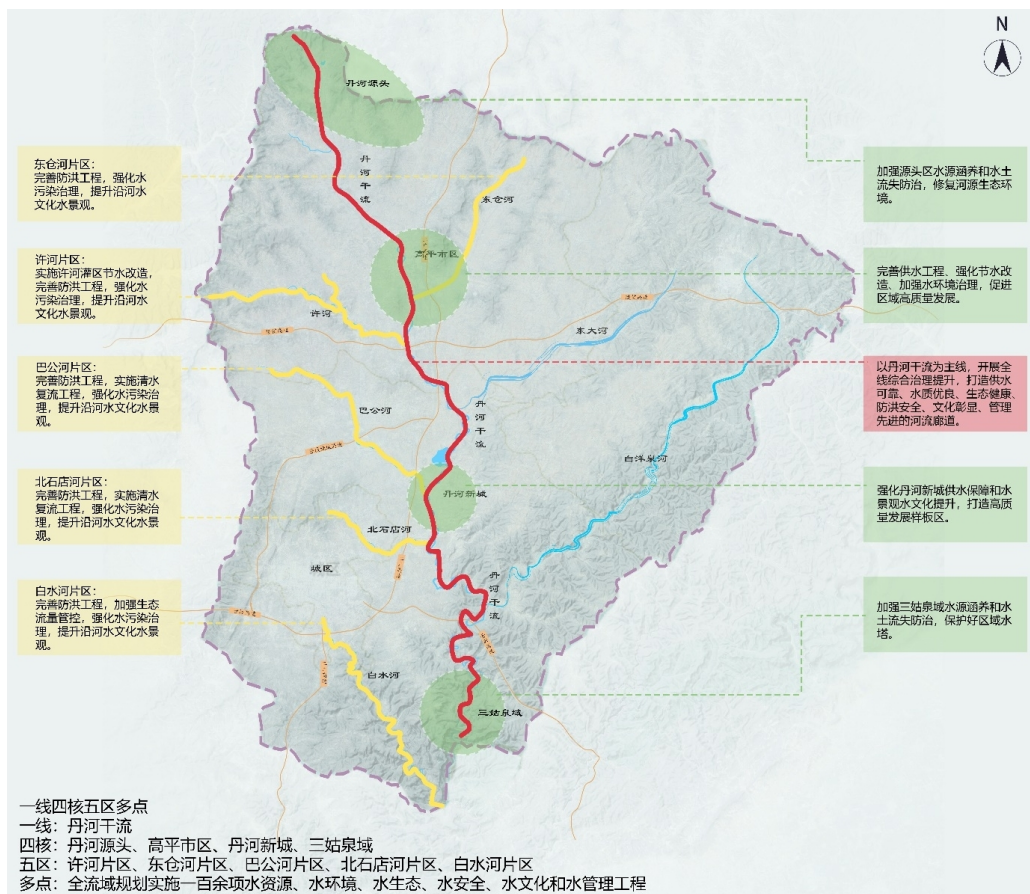 N
丹河源头
丹河干流
东仓河
高平市区
许河
东大河
巴公河
丹河干流
白洋泉河
丹河新城
北石店河
城区
丹河干流
白水河
三姑泉域
东仓河片区：
完善防洪工程，强化水
污染治理，提升沿河水
文化水景观。
许河片区：
实施许河灌区节水改造，
完善防洪工程，强化水
污染治理，提升沿河水
文化水景观。
巴公河片区：
完善防洪工程，实施清水
复流工程，强化水污染治
理，提升沿河水文化水景
观。
北石店河片区：
完善防洪工程，实施清水
复流工程，强化水污染治
理，提升沿河水文化水景
观。
白水河片区：
完善防洪工程，加强生态
流量管控，强化水污染治
理，提升沿河水文化水景
观。
加强源头区水源涵养和水土
流失防治，修复河源生态环
境。
完善供水工程、强化节水改
造、加强水环境治理，促进
区域高质量发展。
以丹河干流为主线，开展全
线综合治理提升，打造供水
可靠、水质优良、生态健康、
防洪安全、文化彰显、管理
先进的河流廊道。
强化丹河新城供水保障和水
景观水文化提升，打造高质
量发展样板区。
加强三姑泉域水源涵养和水
土流失防治，保护好区域水
塔。
一线四核五区多点
一线：丹河干流
四核：丹河源头、高平市区、丹河新城、三姑泉域
五区：许河片区、东仓河片区、巴公河片区、北石店河片区、白水河片区
多点：全流域规划实施一百余项水资源、水环境、水生态、水安全、水文化和水管理工程